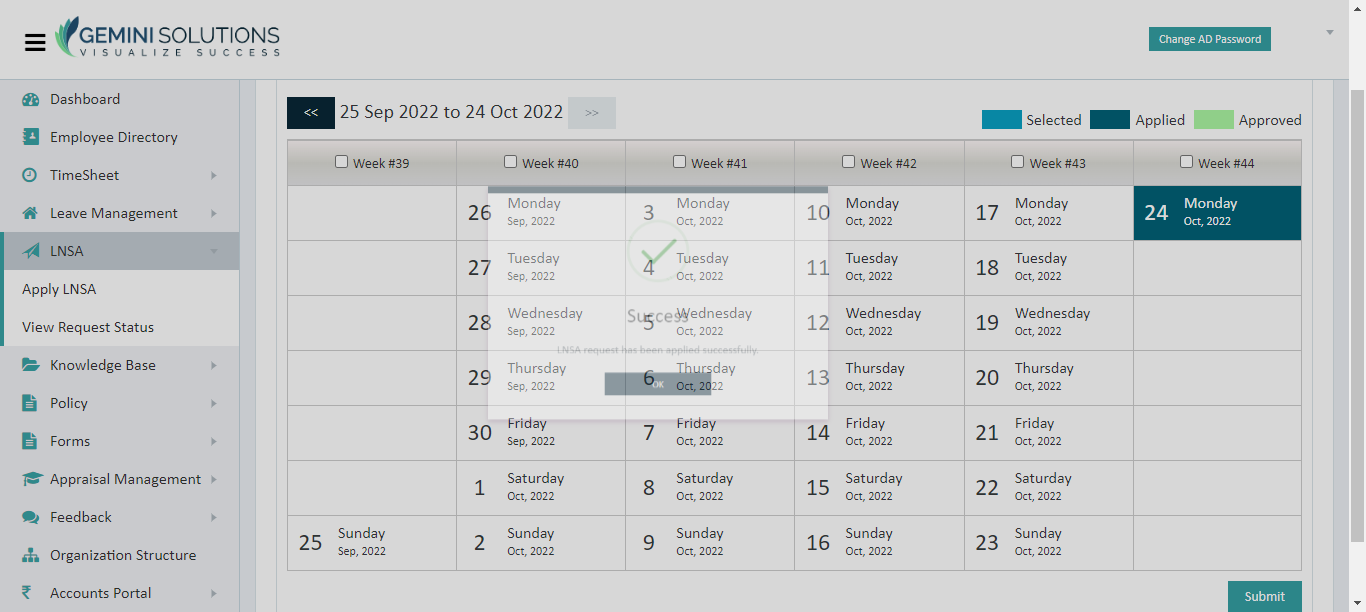 GEMINI SOLUTIONS
VISUALIZE SUCCESS
Change AD Password
Dashboard
Employee Directory
TimeSheet
Leave Management
LNSA
Apply LNSA
View Request Status
Knowledge Base
Policy
Forms
Appraisal Management
Feedback
Organization Structure
Accounts Portal
<< 25 Sep 2022 to 24 Oct 2022 >>
Selected Applied Approved
Week #39 Week #40 Week #41 Week #42 Week #43 Week #44
26 Monday 3 Monday 10 Monday 17 Monday 24 Monday
Sep, 2022 Oct, 2022 Oct, 2022 Oct, 2022 Oct, 2022
27 Tuesday 4 Tuesday 11 Tuesday 18 Tuesday
Sep, 2022 Oct, 2022 Oct, 2022 Oct, 2022
28 Wednesday 5 Wednesday 12 Wednesday 19 Wednesday
Sep, 2022 Oct, 2022 Oct, 2022 Oct, 2022
29 Thursday 6 Thursday 13 Thursday 20 Thursday
Sep, 2022 Oct, 2022 Oct, 2022 Oct, 2022
30 Friday 7 Friday 14 Friday 21 Friday
Sep, 2022 Oct, 2022 Oct, 2022 Oct, 2022
1 Saturday 8 Saturday 15 Saturday 22 Saturday
Oct, 2022 Oct, 2022 Oct, 2022 Oct, 2022
25 Sunday 2 Sunday 9 Sunday 16 Sunday 23 Sunday
Sep, 2022 Oct, 2022 Oct, 2022 Oct, 2022 Oct, 2022
Success
LNSA request has been applied successfully.
OK
Submit